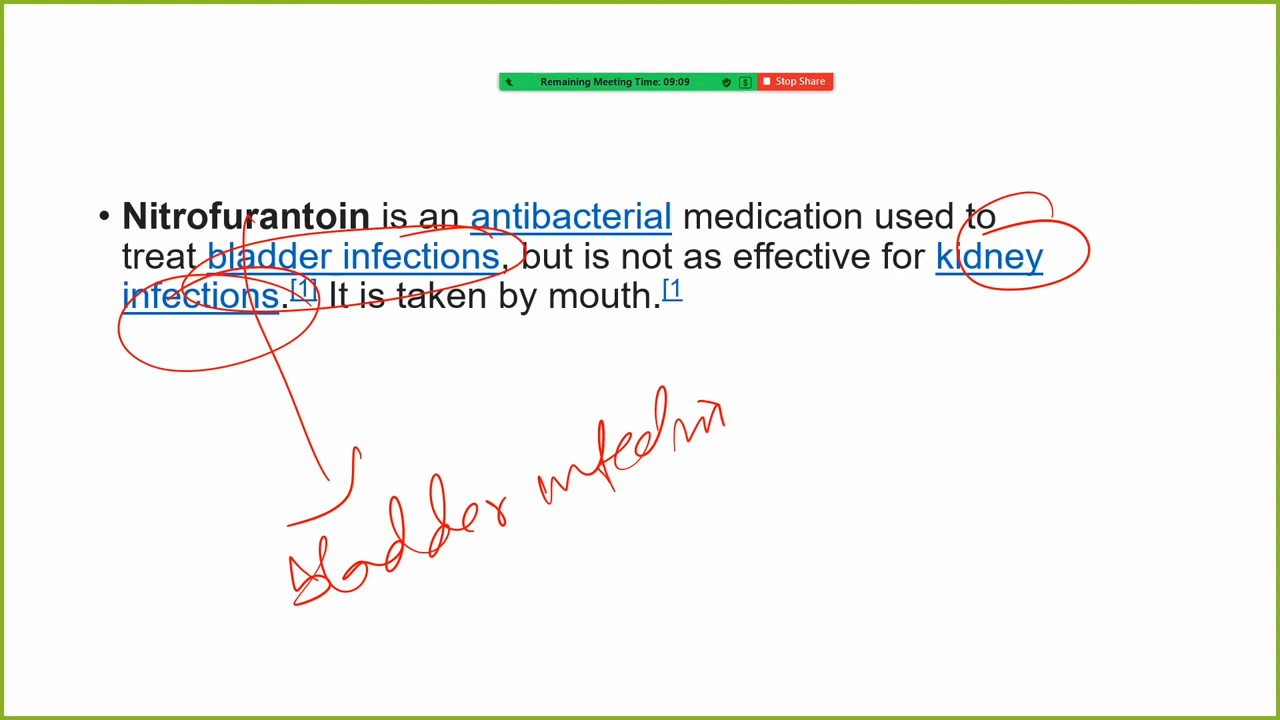 Remaining Meeting Time: 09:09 Stop Share
• Nitrofurantoin is an antibacterial medication used to
treat bladder infections, but is not as effective for kidney
infections.[1] It is taken by mouth.[1
bladder infection